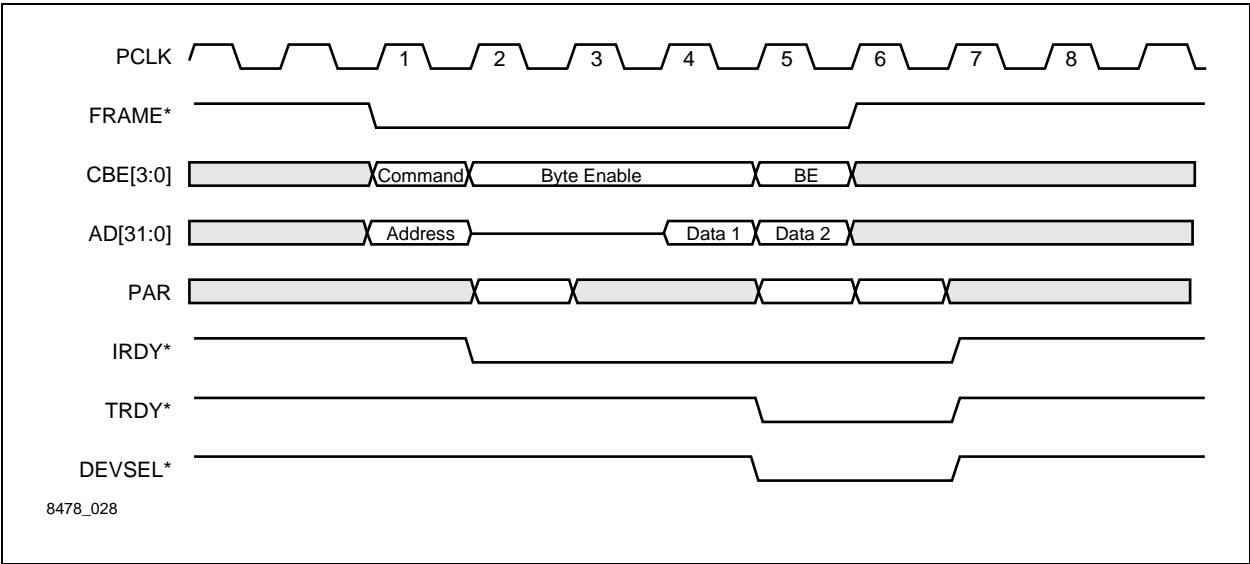 PCLK 1 2 3 4 5 6 7 8
FRAME*
CBE[3:0] Command Byte Enable BE
AD[31:0] Address Data 1 Data 2
PAR
IRDY*
TRDY*
DEVSEL*
8478_028